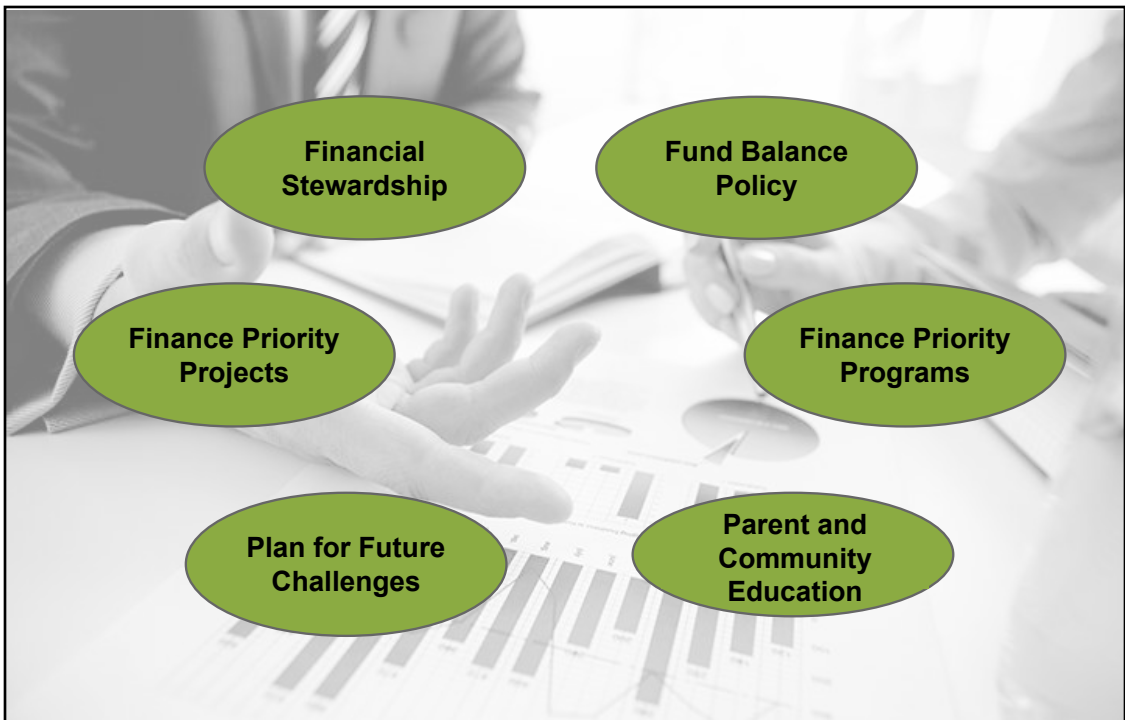 Financial
Stewardship
Fund Balance
Policy
Finance Priority
Projects
Finance Priority
Programs
Plan for Future
Challenges
Parent and
Community
Education